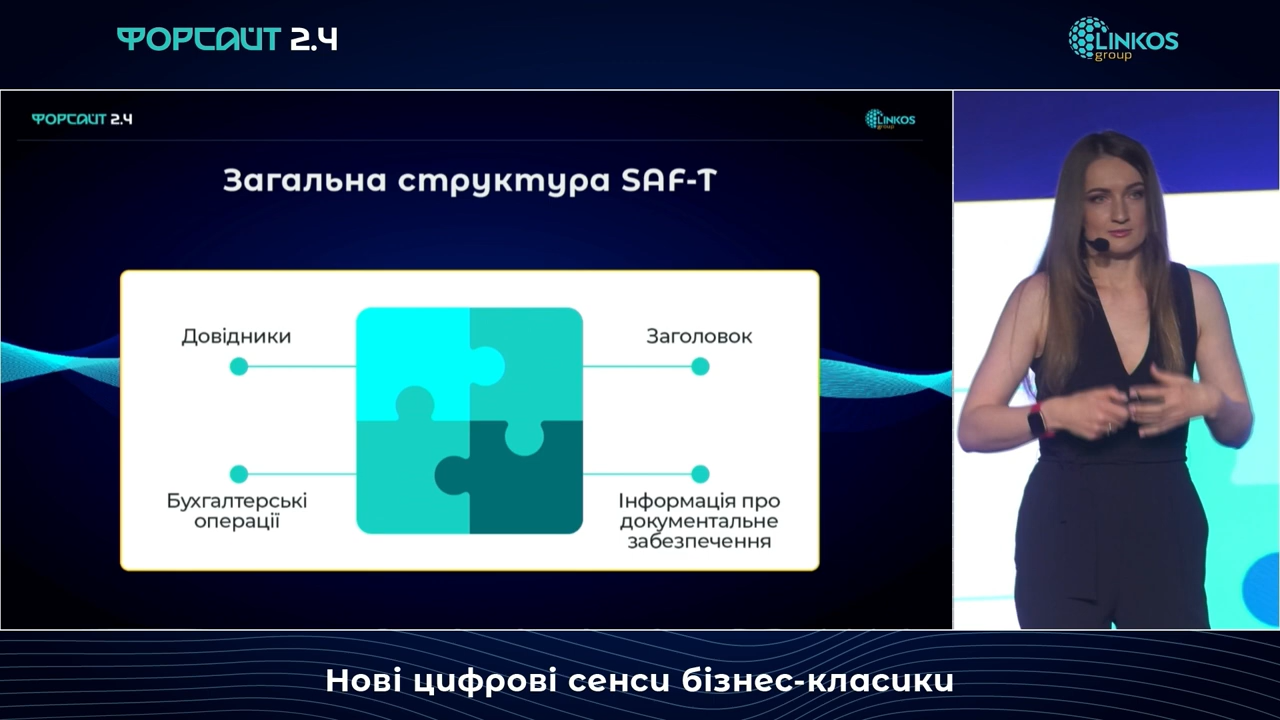 ФОРСАЙТ 2.4
LINKOS
group
ФОРСАЙТ 2.4
LINKOS
group
Загальна структура SAF-T
Довідники
Заголовок
Бухгалтерські
операції
Інформація про
документальне
забезпечення
Нові цифрові сенси бізнес-класики